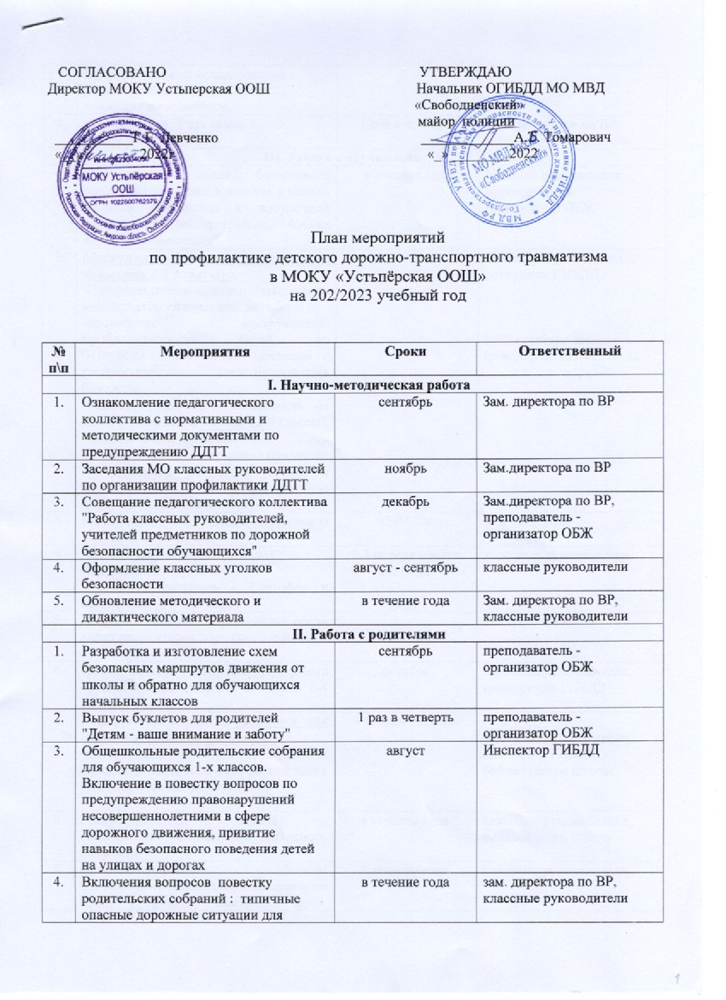 СОГЛАСОВАНО
Директор МОКУ Устьперская ООШ
Левченко
2022г
УТВЕРЖДАЮ
Начальник ОГИБДД МО МВД
«Свободненский»
майор полиции
Томарович
2022
МОКУ Устьпёрская
ООШ
ОГРН 1022800762375
МО МВД России
«Свободненский»
План мероприятий
по профилактике детского дорожно-транспортного травматизма
в МОКУ «Устьпёрская ООШ»
на 202/2023 учебный год
№
п\п
Мероприятия
Сроки
Ответственный
I. Научно-методическая работа
1.
Ознакомление педагогического
коллектива с нормативными и
методическими документами по
предупреждению ДДТТ
сентябрь
Зам. директора по ВР
2.
Заседания МО классных руководителей
по организации профилактики ДДТТ
ноябрь
Зам.директора по ВР
3.
Совещание педагогического коллектива
"Работа классных руководителей,
учителей предметников по дорожной
безопасности обучающихся"
декабрь
Зам.директора по ВР,
преподаватель -
организатор ОБЖ
4.
Оформление классных уголков
безопасности
август - сентябрь
классные руководители
5.
Обновление методического и
дидактического материала
в течение года
Зам. директора по ВР,
классные руководители
II. Работа с родителями
1.
Разработка и изготовление схем
безопасных маршрутов движения от
школы и обратно для обучающихся
начальных классов
сентябрь
преподаватель -
организатор ОБЖ
2.
Выпуск буклетов для родителей
"Детям - ваше внимание и заботу"
1 раз в четверть
преподаватель -
организатор ОБЖ
3.
Общешкольные родительские собрания
для обучающихся 1-х классов.
Включение в повестку вопросов по
предупреждению правонарушений
несовершеннолетними в сфере
дорожного движения, привитие
навыков безопасного поведения детей
на улицах и дорогах
август
Инспектор ГИБДД
4.
Включения вопросов повестку
родительских собраний : типичные
опасные дорожные ситуации для
в течение года
зам. директора по ВР,
классные руководители
1